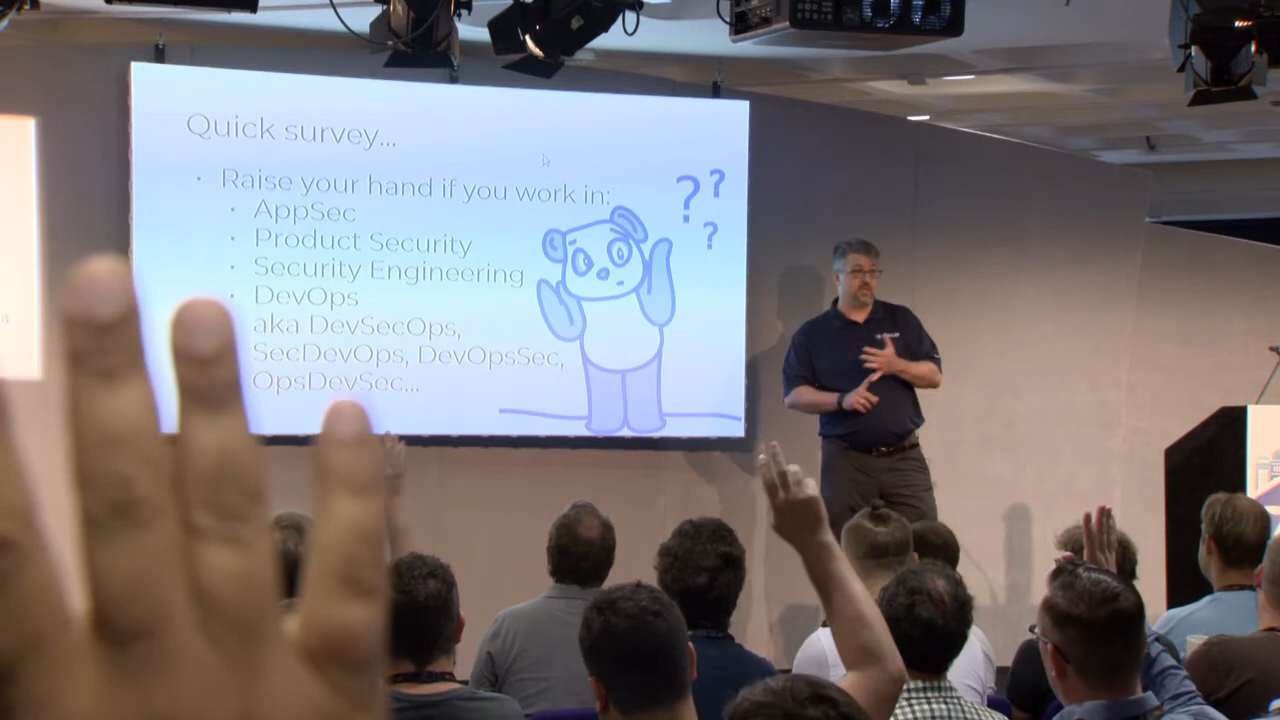 Quick survey...
• Raise your hand if you work in:
• AppSec
• Product Security
• Security Engineering
• DevOps
aka DevSecOps,
SecDevOps, DevOpsSec,
OpsDevSec...
? ?
?